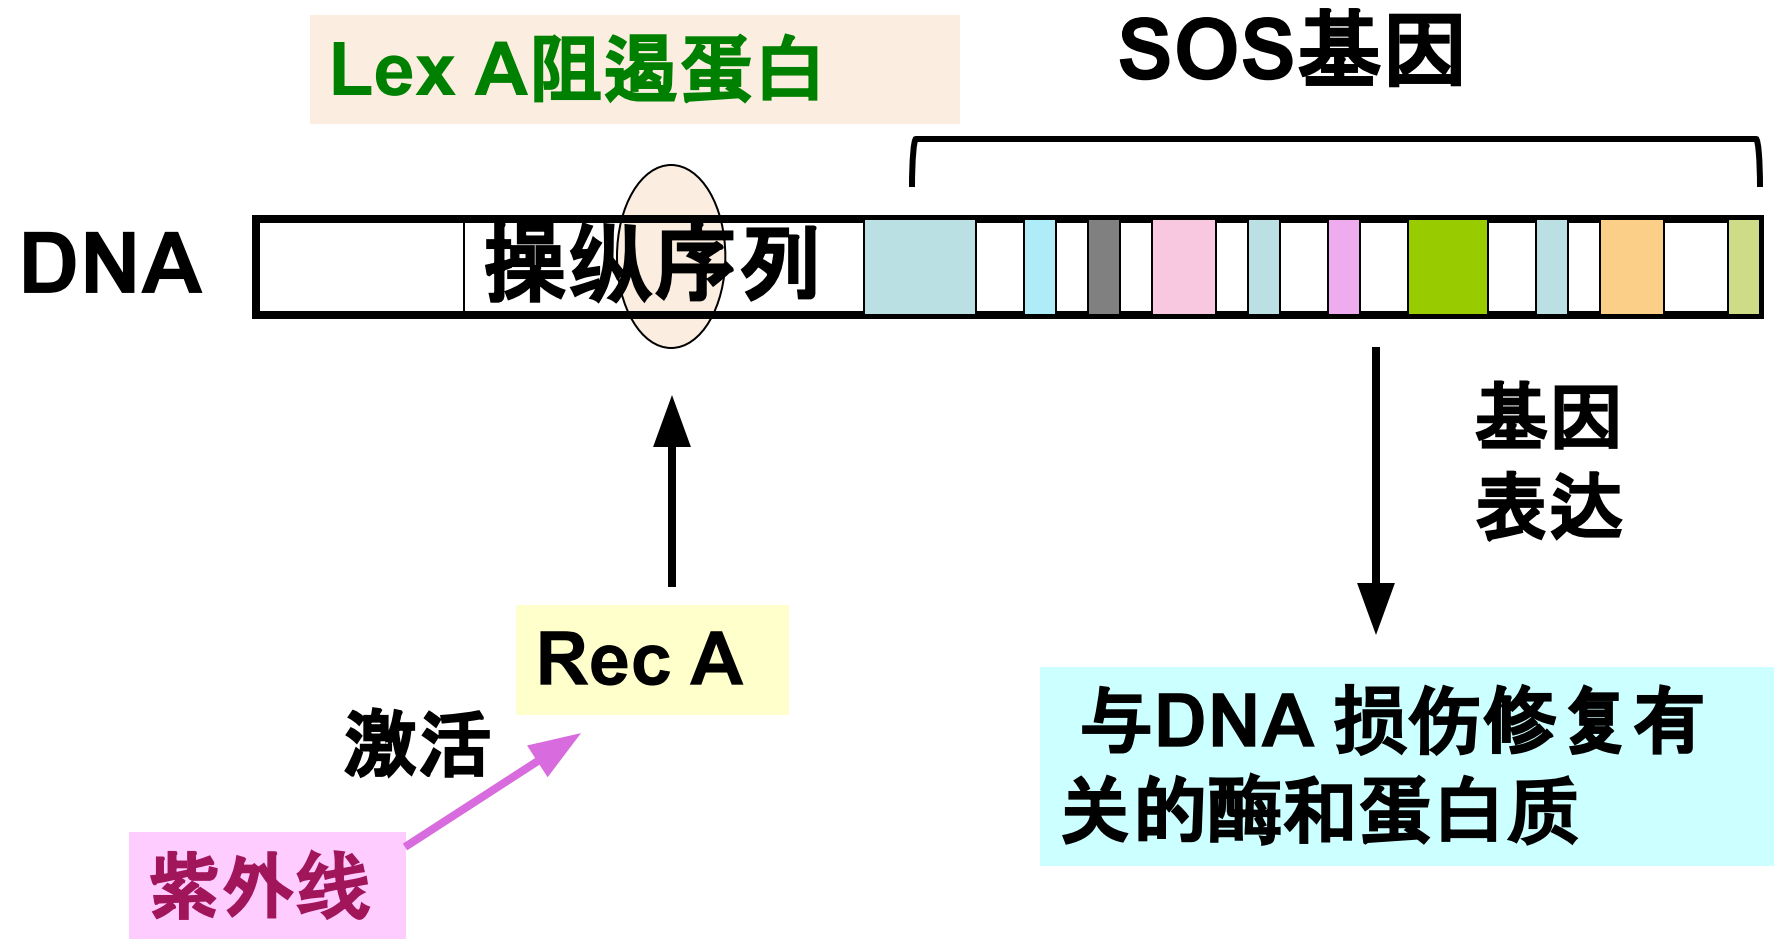 Lex A阻遏蛋白
SOS基因
DNA
操纵序列
基因
表达
Rec A
激活
紫外线
与DNA 损伤修复有
关的酶和蛋白质